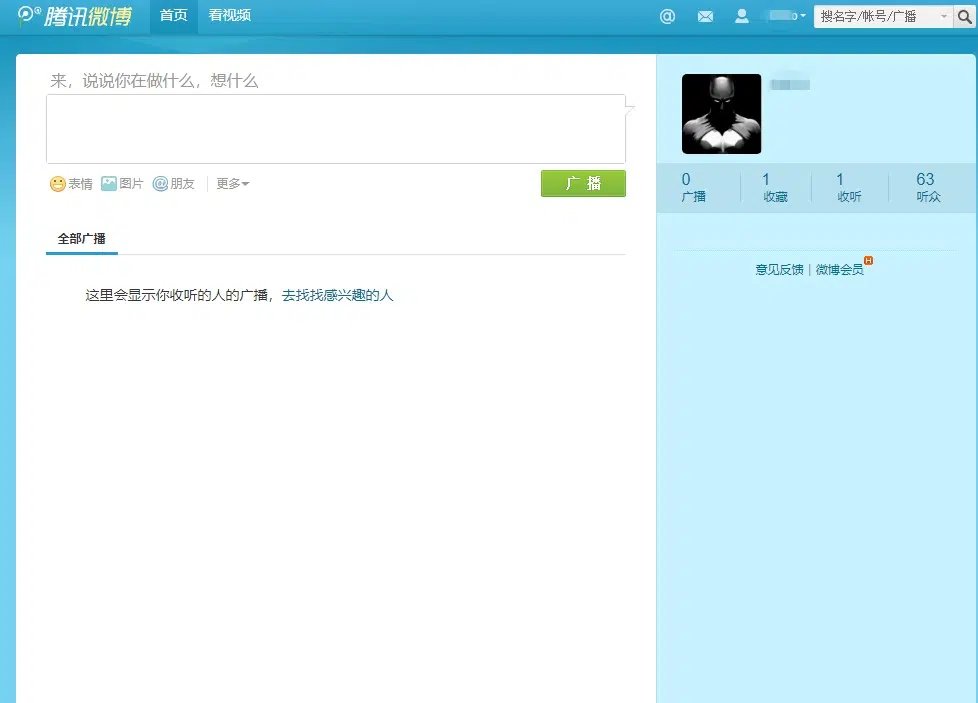 腾讯微博 首页 看视频 @ 搜名字/帐号/广播
来，说说你在做什么，想什么
表情 图片 @朋友 更多 广 播
全部广播
这里会显示你收听的人的广播，去找找感兴趣的人
0 1 1 63
广播 收藏 收听 听众
意见反馈 | 微博会员 H